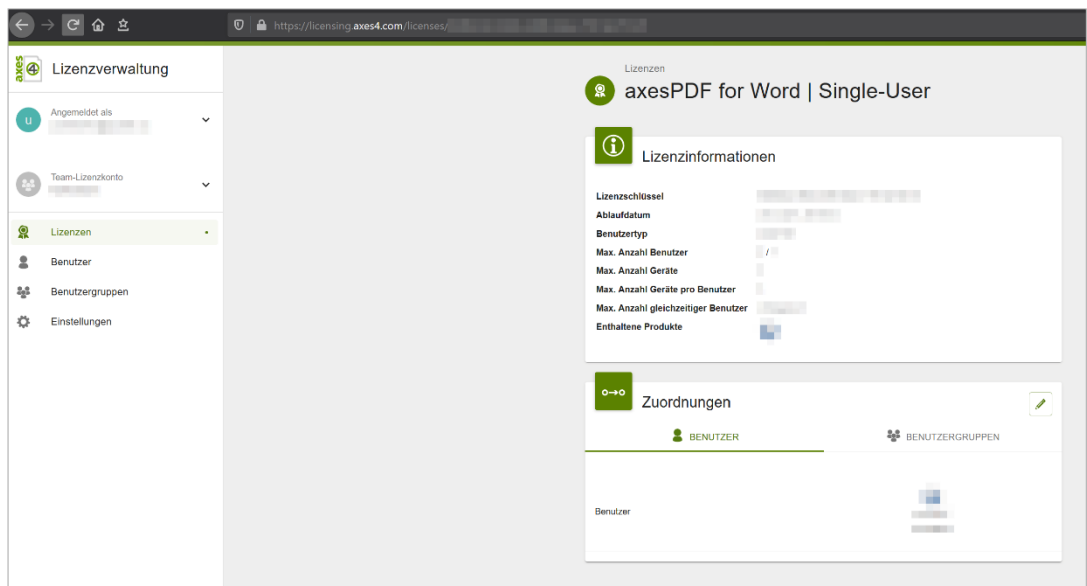 https://licensing.axes4.com/licenses/
axes4
Lizenzverwaltung
u
Angemeldet als
Team-Lizenzkonto
Lizenzen
Benutzer
Benutzergruppen
Einstellungen
Lizenzen
axesPDF for Word | Single-User
Lizenzinformationen
Lizenzschlüssel
Ablaufdatum
Benutzertyp
Max. Anzahl Benutzer /
Max. Anzahl Geräte
Max. Anzahl Geräte pro Benutzer
Max. Anzahl gleichzeitiger Benutzer
Enthaltene Produkte
Zuordnungen
BENUTZER BENUTZERGRUPPEN
Benutzer